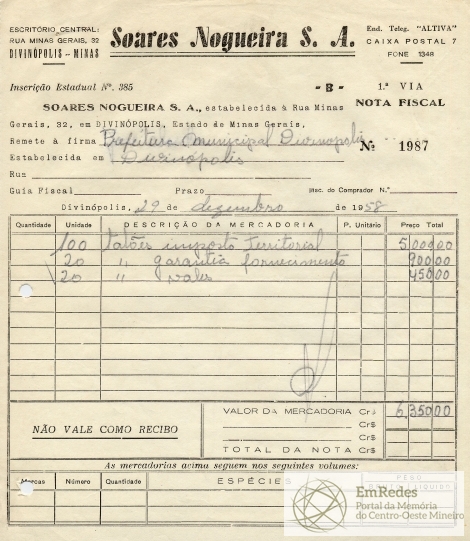 ESCRITÓRIO CENTRAL:
RUA MINAS GERAIS, 32
DIVINÓPOLIS - MINAS
Soares Nogueira S. A.
End. Teleg. "ALTIVA"
CAIXA POSTAL 7
FONE 1348
Inscrição Estadual Nº. 385
- B - 1.ª VIA
SOARES NOGUEIRA S. A., estabelecida à Rua Minas
NOTA FISCAL
Gerais, 32, em DIVINÓPOLIS, Estado de Minas Gerais,
Remete à firma Prefeitura Municipal Divinopolis
Nº 1987
Estabelecida em Divinopolis
Rua
Guia Fiscal Prazo Insc. do Comprador N.º
Divinópolis, 29 de dezembro de 1958
Quantidade Unidade DESCRIÇÃO DA MERCADORIA P. Unitário Preço Total
100 talões imposto territorial 5,000,00
20 " garantia fornecimento 900,00
20 " vales 450,00
VALOR DA MERCADORIA Cr$ 6,350,00
NÃO VALE COMO RECIBO
Cr$
TOTAL DA NOTA Cr$
As mercadorias acima seguem nos seguintes volumes:
Marcas Número Quantidade ESPÉCIES PESO
EmRedes
Portal da Memória
do Centro-Oeste Mineiro